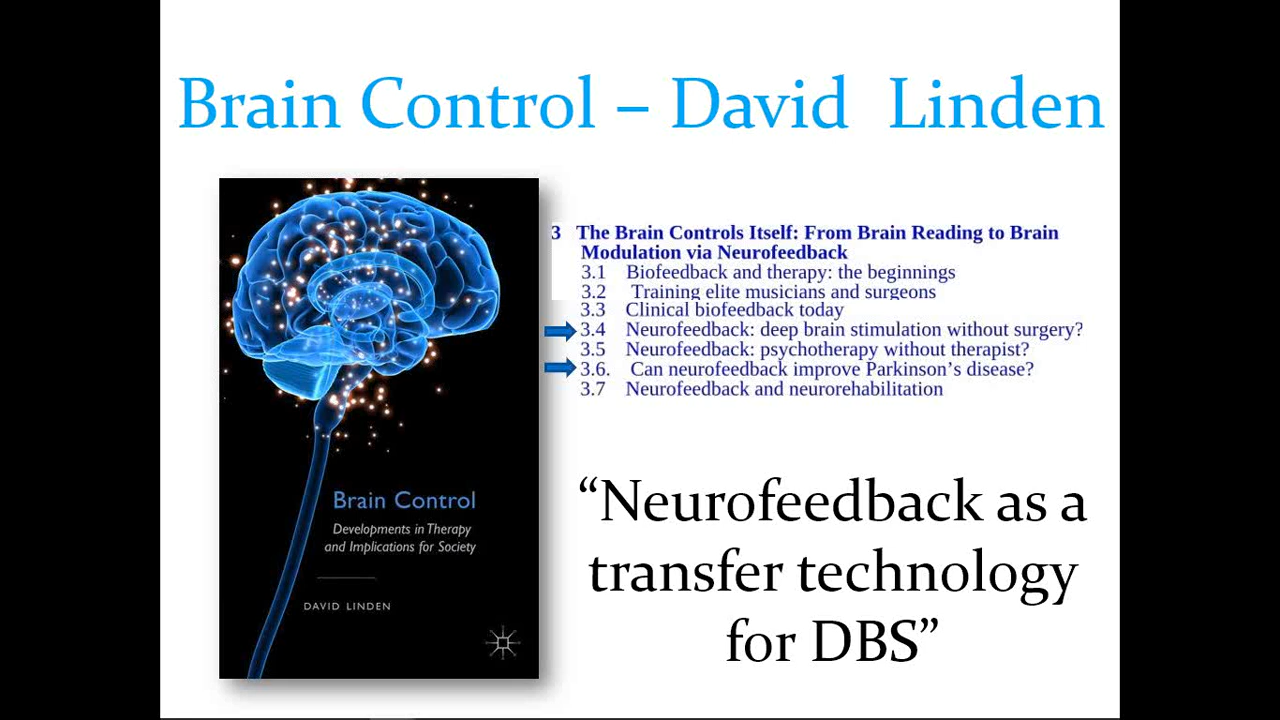 Brain Control – David Linden
Brain Control
Developments in Therapy
and Implications for Society
DAVID LINDEN
3 The Brain Controls Itself: From Brain Reading to Brain
Modulation via Neurofeedback
3.1 Biofeedback and therapy: the beginnings
3.2 Training elite musicians and surgeons
3.3 Clinical biofeedback today
3.4 Neurofeedback: deep brain stimulation without surgery?
3.5 Neurofeedback: psychotherapy without therapist?
3.6. Can neurofeedback improve Parkinson’s disease?
3.7 Neurofeedback and neurorehabilitation
“Neurofeedback as a
transfer technology
for DBS”